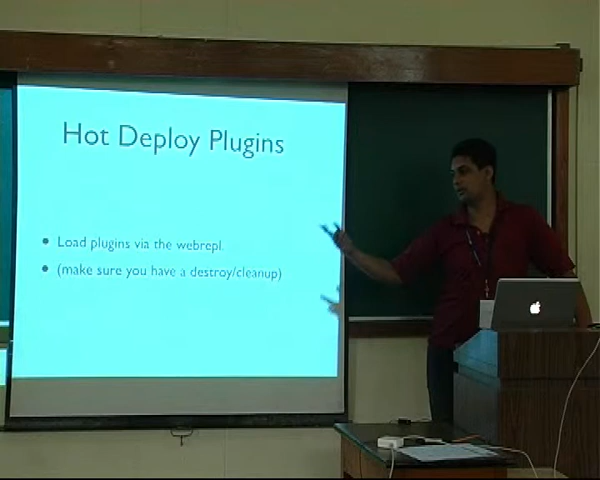 Hot Deploy Plugins
• Load plugins via the webrepl.
• (make sure you have a destroy/cleanup)